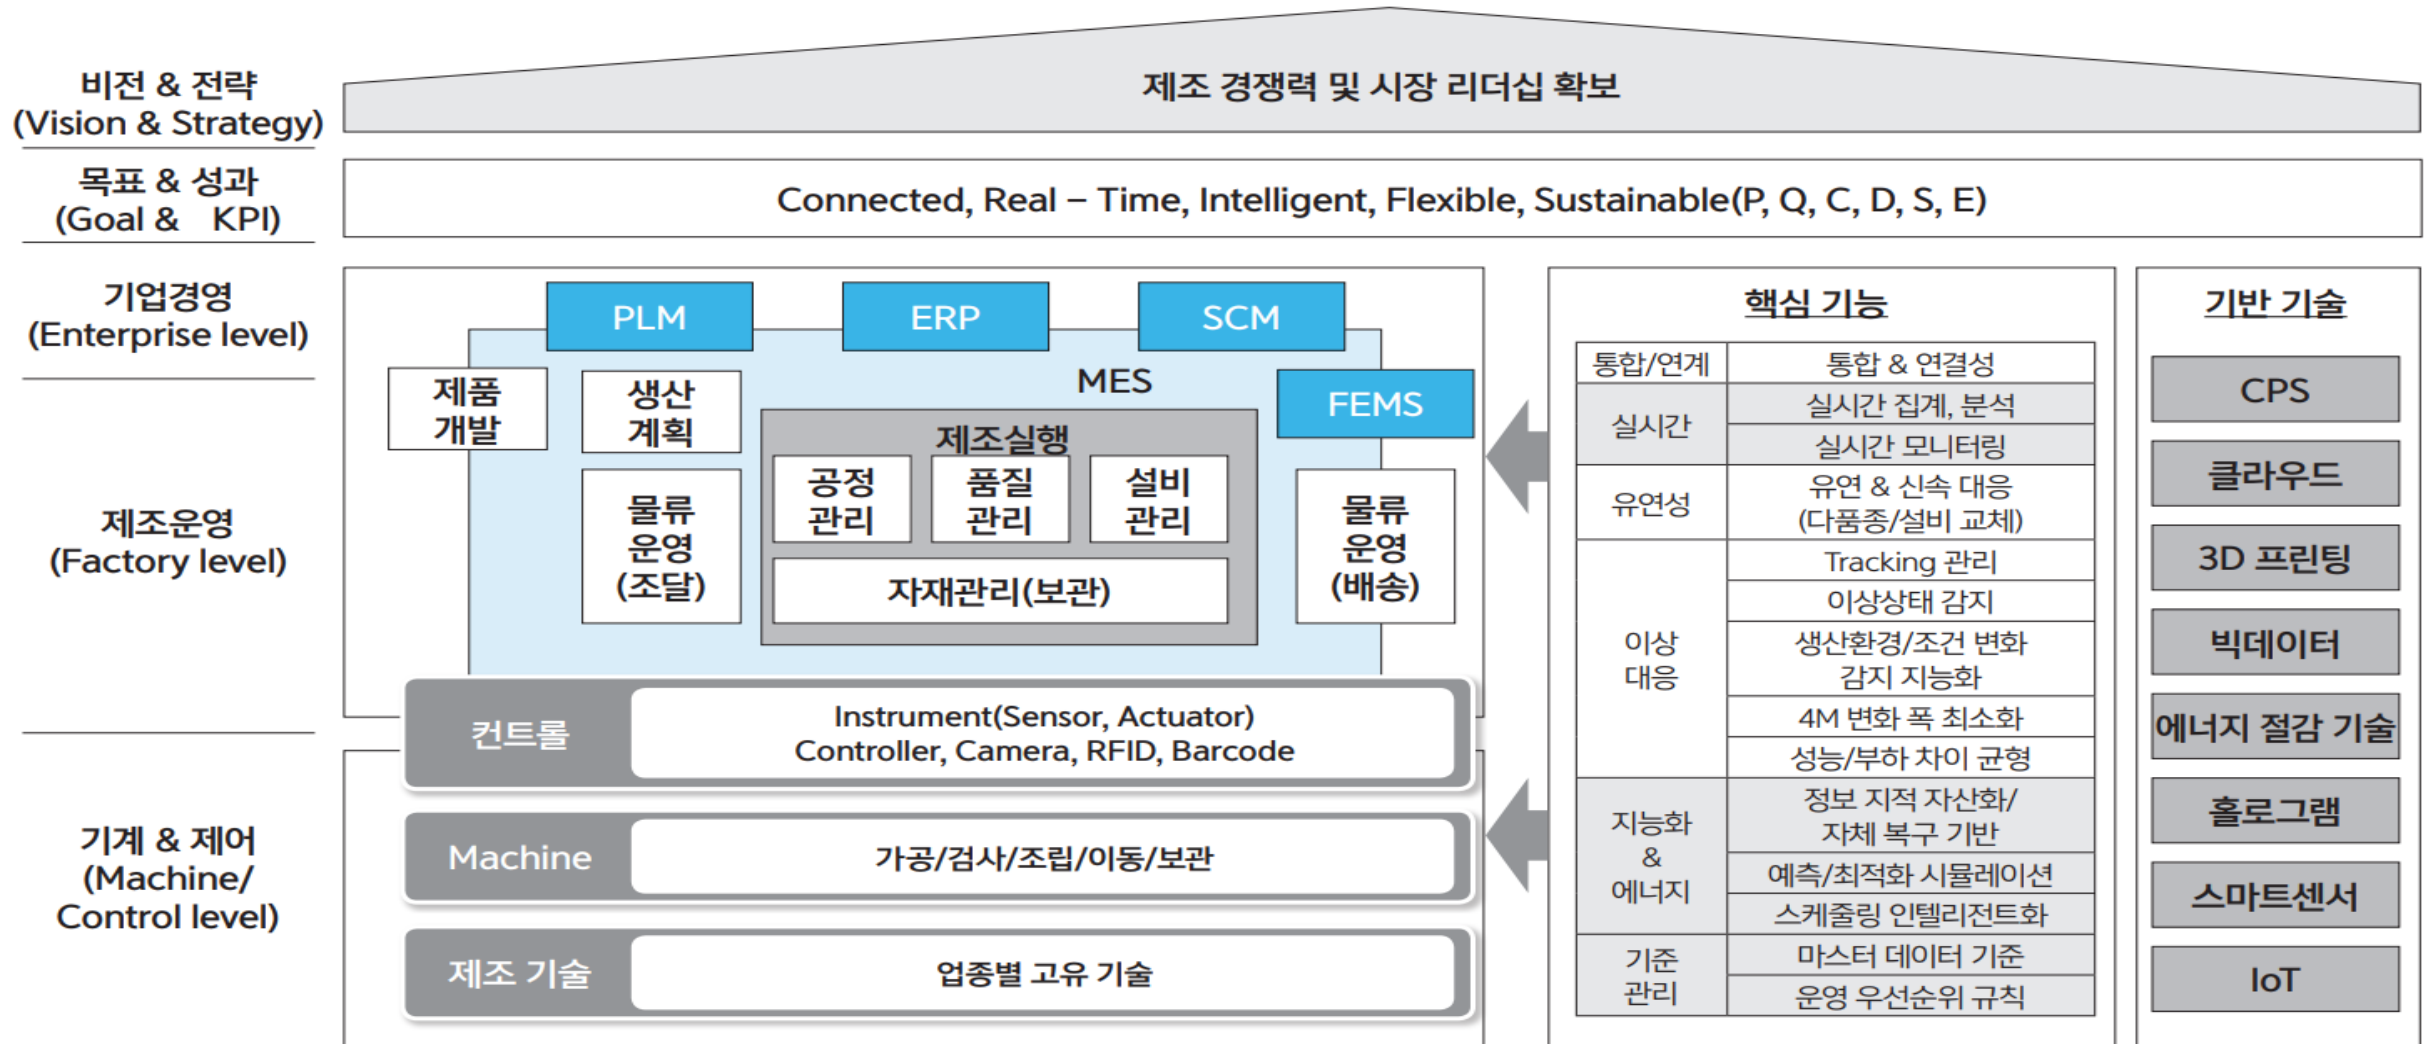 비전 & 전략
(Vision & Strategy)
제조 경쟁력 및 시장 리더십 확보
목표 & 성과
(Goal & KPI)
Connected, Real – Time, Intelligent, Flexible, Sustainable(P, Q, C, D, S, E)
기업경영
(Enterprise level)
제조운영
(Factory level)
기계 & 제어
(Machine/
Control level)
PLM
ERP
SCM
MES
FEMS
제품
개발
생산
계획
물류
운영
(조달)
제조실행
공정
관리
품질
관리
설비
관리
자재관리(보관)
물류
운영
(배송)
컨트롤
Instrument(Sensor, Actuator)
Controller, Camera, RFID, Barcode
Machine
가공/검사/조립/이동/보관
제조 기술
업종별 고유 기술
핵심 기능
통합/연계
통합 & 연결성
실시간
실시간 집계, 분석
실시간 모니터링
유연성
유연 & 신속 대응
(다품종/설비 교체)
이상
대응
Tracking 관리
이상상태 감지
생산환경/조건 변화
감지 지능화
4M 변화 폭 최소화
성능/부하 차이 균형
지능화
&
에너지
정보 지적 자산화/
자체 복구 기반
예측/최적화 시뮬레이션
스케줄링 인텔리전트화
기준
관리
마스터 데이터 기준
운영 우선순위 규칙
기반 기술
CPS
클라우드
3D 프린팅
빅데이터
에너지 절감 기술
홀로그램
스마트센서
IoT